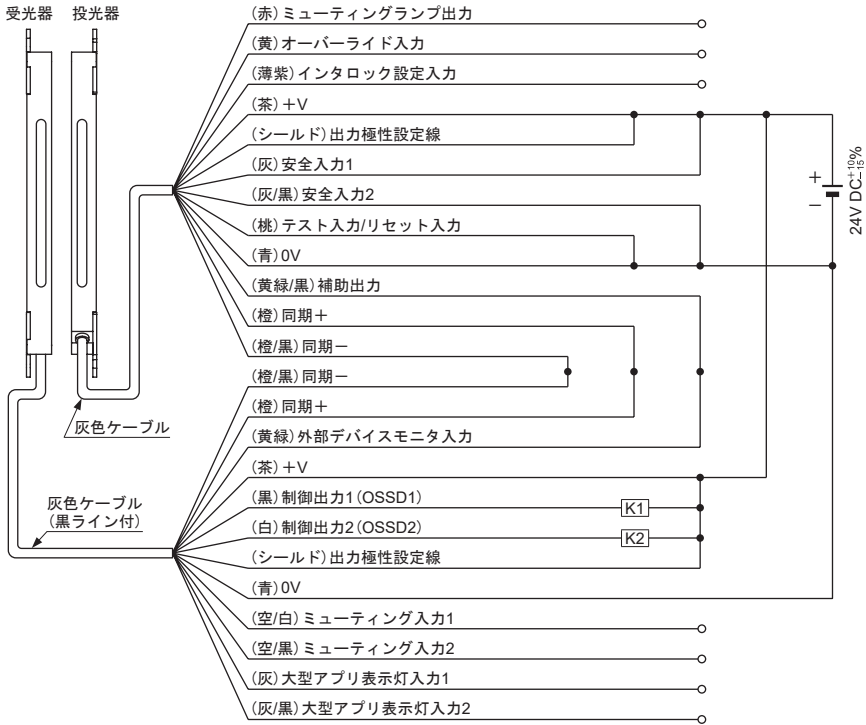 受光器 投光器
(赤)ミューティングランプ出力
(黄)オーバーライド入力
(薄紫)インタロック設定入力
(茶)+V
(シールド)出力極性設定線
(灰)安全入力1
(灰/黒)安全入力2
(桃)テスト入力/リセット入力
(青)0V
(黄緑/黒)補助出力
(橙)同期+
(橙/黒)同期-
(橙/黒)同期-
(橙)同期+
(黄緑)外部デバイスモニタ入力
(茶)+V
(黒)制御出力1(OSSD1)
K1
(白)制御出力2(OSSD2)
K2
(シールド)出力極性設定線
(青)0V
(空/白)ミューティング入力1
(空/黒)ミューティング入力2
(灰)大型アプリ表示灯入力1
(灰/黒)大型アプリ表示灯入力2
灰色ケーブル
灰色ケーブル
(黒ライン付)
+
-
24V DC +10 -15 %